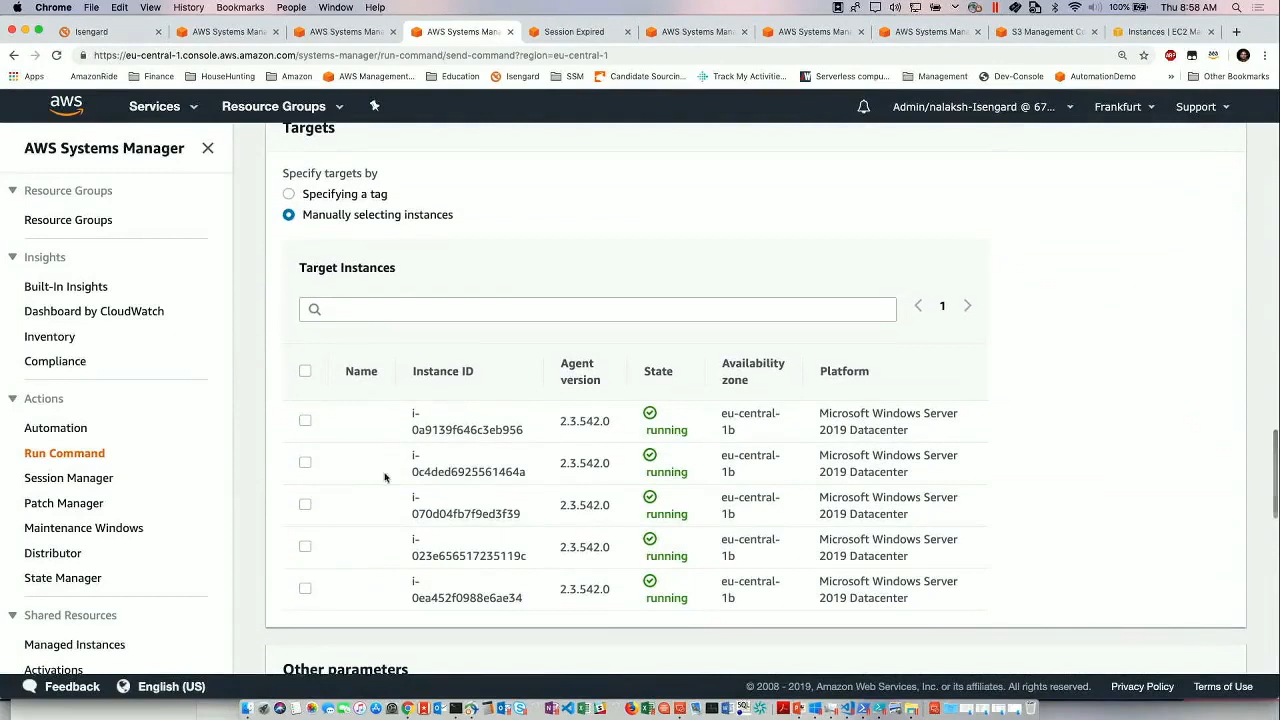 Chrome File Edit View History Bookmarks People Window Help 100% Thu 8:58 AM
Isengard AWS Systems Man AWS Systems Man AWS Systems Man Session Expired AWS Systems Man AWS Systems Man AWS Systems Man S3 Management C Instances | EC2 M
https://eu-central-1.console.aws.amazon.com/systems-manager/run-command/send-command?region=eu-central-1
Apps AmazonRide Finance HouseHunting Amazon AWS Management... Education Isengard SSM Candidate Sourcin... Track My Activitie... Serverless compu... Management Dev-Console AutomationDemo Other Bookmarks
aws Services Resource Groups Admin/nalaksh-Isengard @ 67... Frankfurt Support
AWS Systems Manager
Resource Groups
Resource Groups
Insights
Built-In Insights
Dashboard by CloudWatch
Inventory
Compliance
Actions
Automation
Run Command
Session Manager
Patch Manager
Maintenance Windows
Distributor
State Manager
Shared Resources
Managed Instances
Activations
Targets
Specify targets by
Specifying a tag
Manually selecting instances
Target Instances
1
Name Instance ID Agent version State Availability zone Platform
i-0a9139f646c3eb956 2.3.542.0 running eu-central-1b Microsoft Windows Server 2019 Datacenter
i-0c4ded6925561464a 2.3.542.0 running eu-central-1b Microsoft Windows Server 2019 Datacenter
i-070d04fb7f9ed3f39 2.3.542.0 running eu-central-1b Microsoft Windows Server 2019 Datacenter
i-023e656517235119c 2.3.542.0 running eu-central-1b Microsoft Windows Server 2019 Datacenter
i-0ea452f0988e6ae34 2.3.542.0 running eu-central-1b Microsoft Windows Server 2019 Datacenter
Other parameters
Feedback English (US) © 2008 - 2019, Amazon Web Services, Inc. or its affiliates. All rights reserved. Privacy Policy Terms of Use